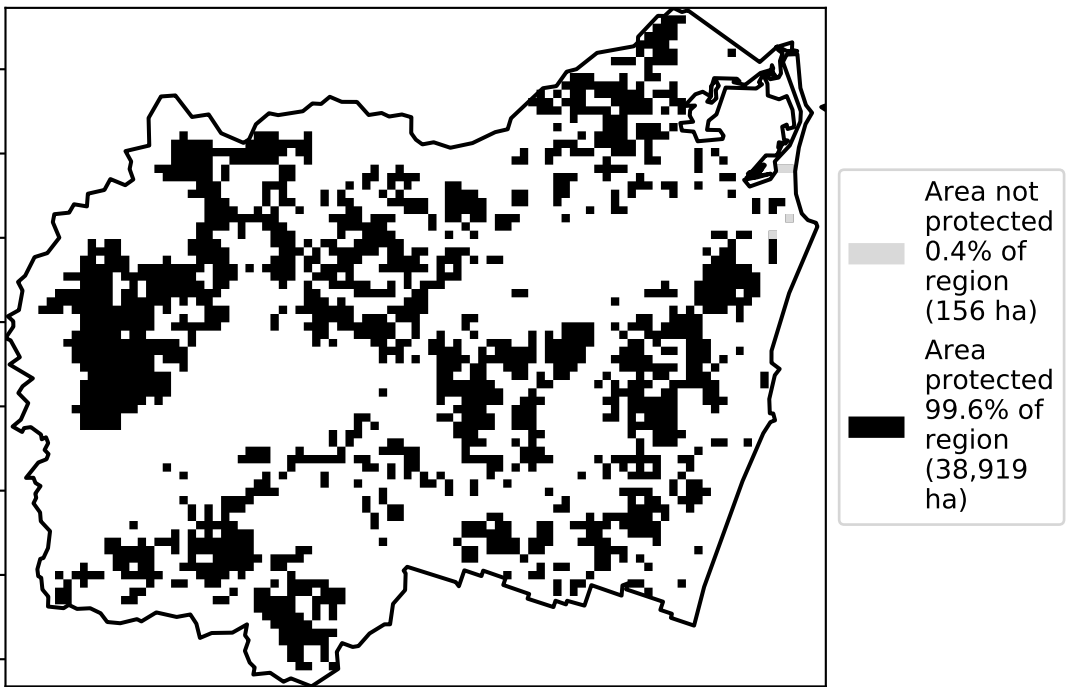 Area not
protected
0.4% of
region
(156 ha)
Area
protected
99.6% of
region
(38,919
ha)